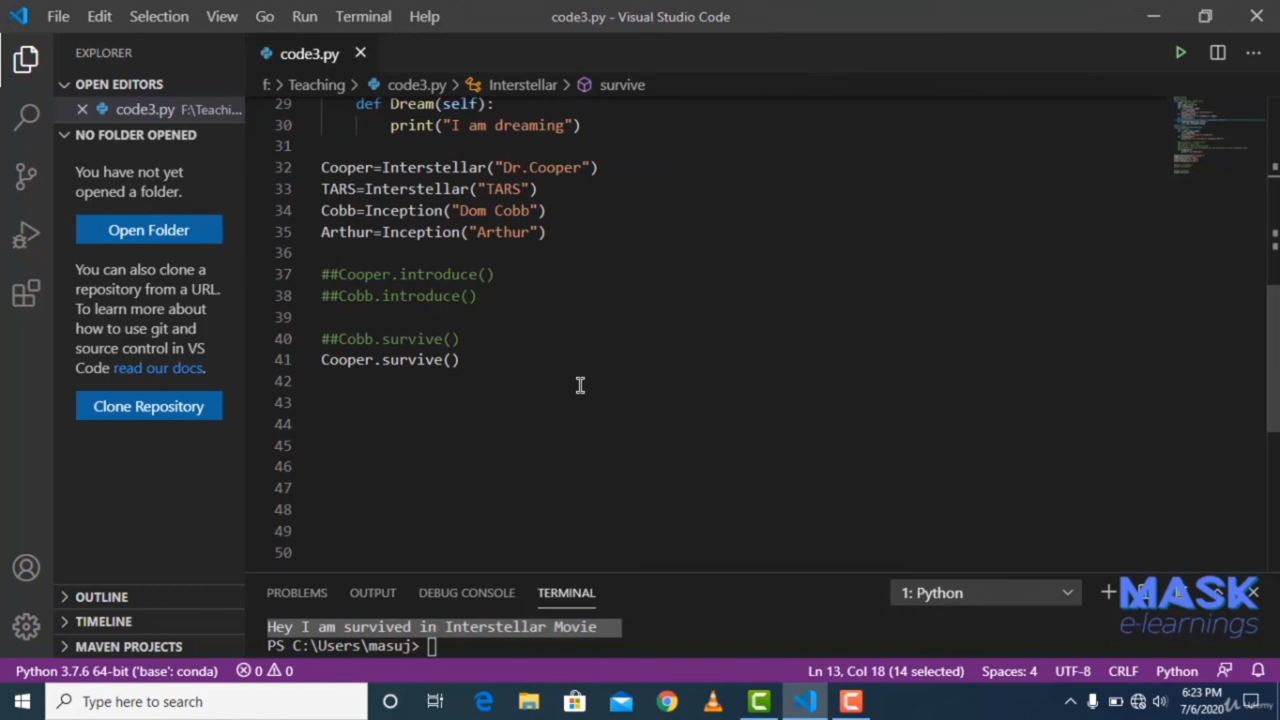 File Edit Selection View Go Run Terminal Help code3.py - Visual Studio Code
EXPLORER
OPEN EDITORS
code3.py F:\Teachi...
NO FOLDER OPENED
You have not yet
opened a folder.
Open Folder
You can also clone a
repository from a URL.
To learn more about
how to use git and
source control in VS
Code read our docs.
Clone Repository
OUTLINE
TIMELINE
MAVEN PROJECTS
code3.py
f: > Teaching > code3.py > Interstellar > survive
29 def Dream(self):
30 print("I am dreaming")
31
32 Cooper=Interstellar("Dr.Cooper")
33 TARS=Interstellar("TARS")
34 Cobb=Inception("Dom Cobb")
35 Arthur=Inception("Arthur")
36
37 ##Cooper.introduce()
38 ##Cobb.introduce()
39
40 ##Cobb.survive()
41 Cooper.survive()
42
43
44
45
46
47
48
49
50
PROBLEMS OUTPUT DEBUG CONSOLE TERMINAL 1: Python
Hey I am survived in Interstellar Movie
PS C:\Users\masuj>
MASK
e-learnings
Python 3.7.6 64-bit ('base': conda) 0 0 Ln 13, Col 18 (14 selected) Spaces: 4 UTF-8 CRLF Python
Type here to search
6:23 PM
7/6/2020